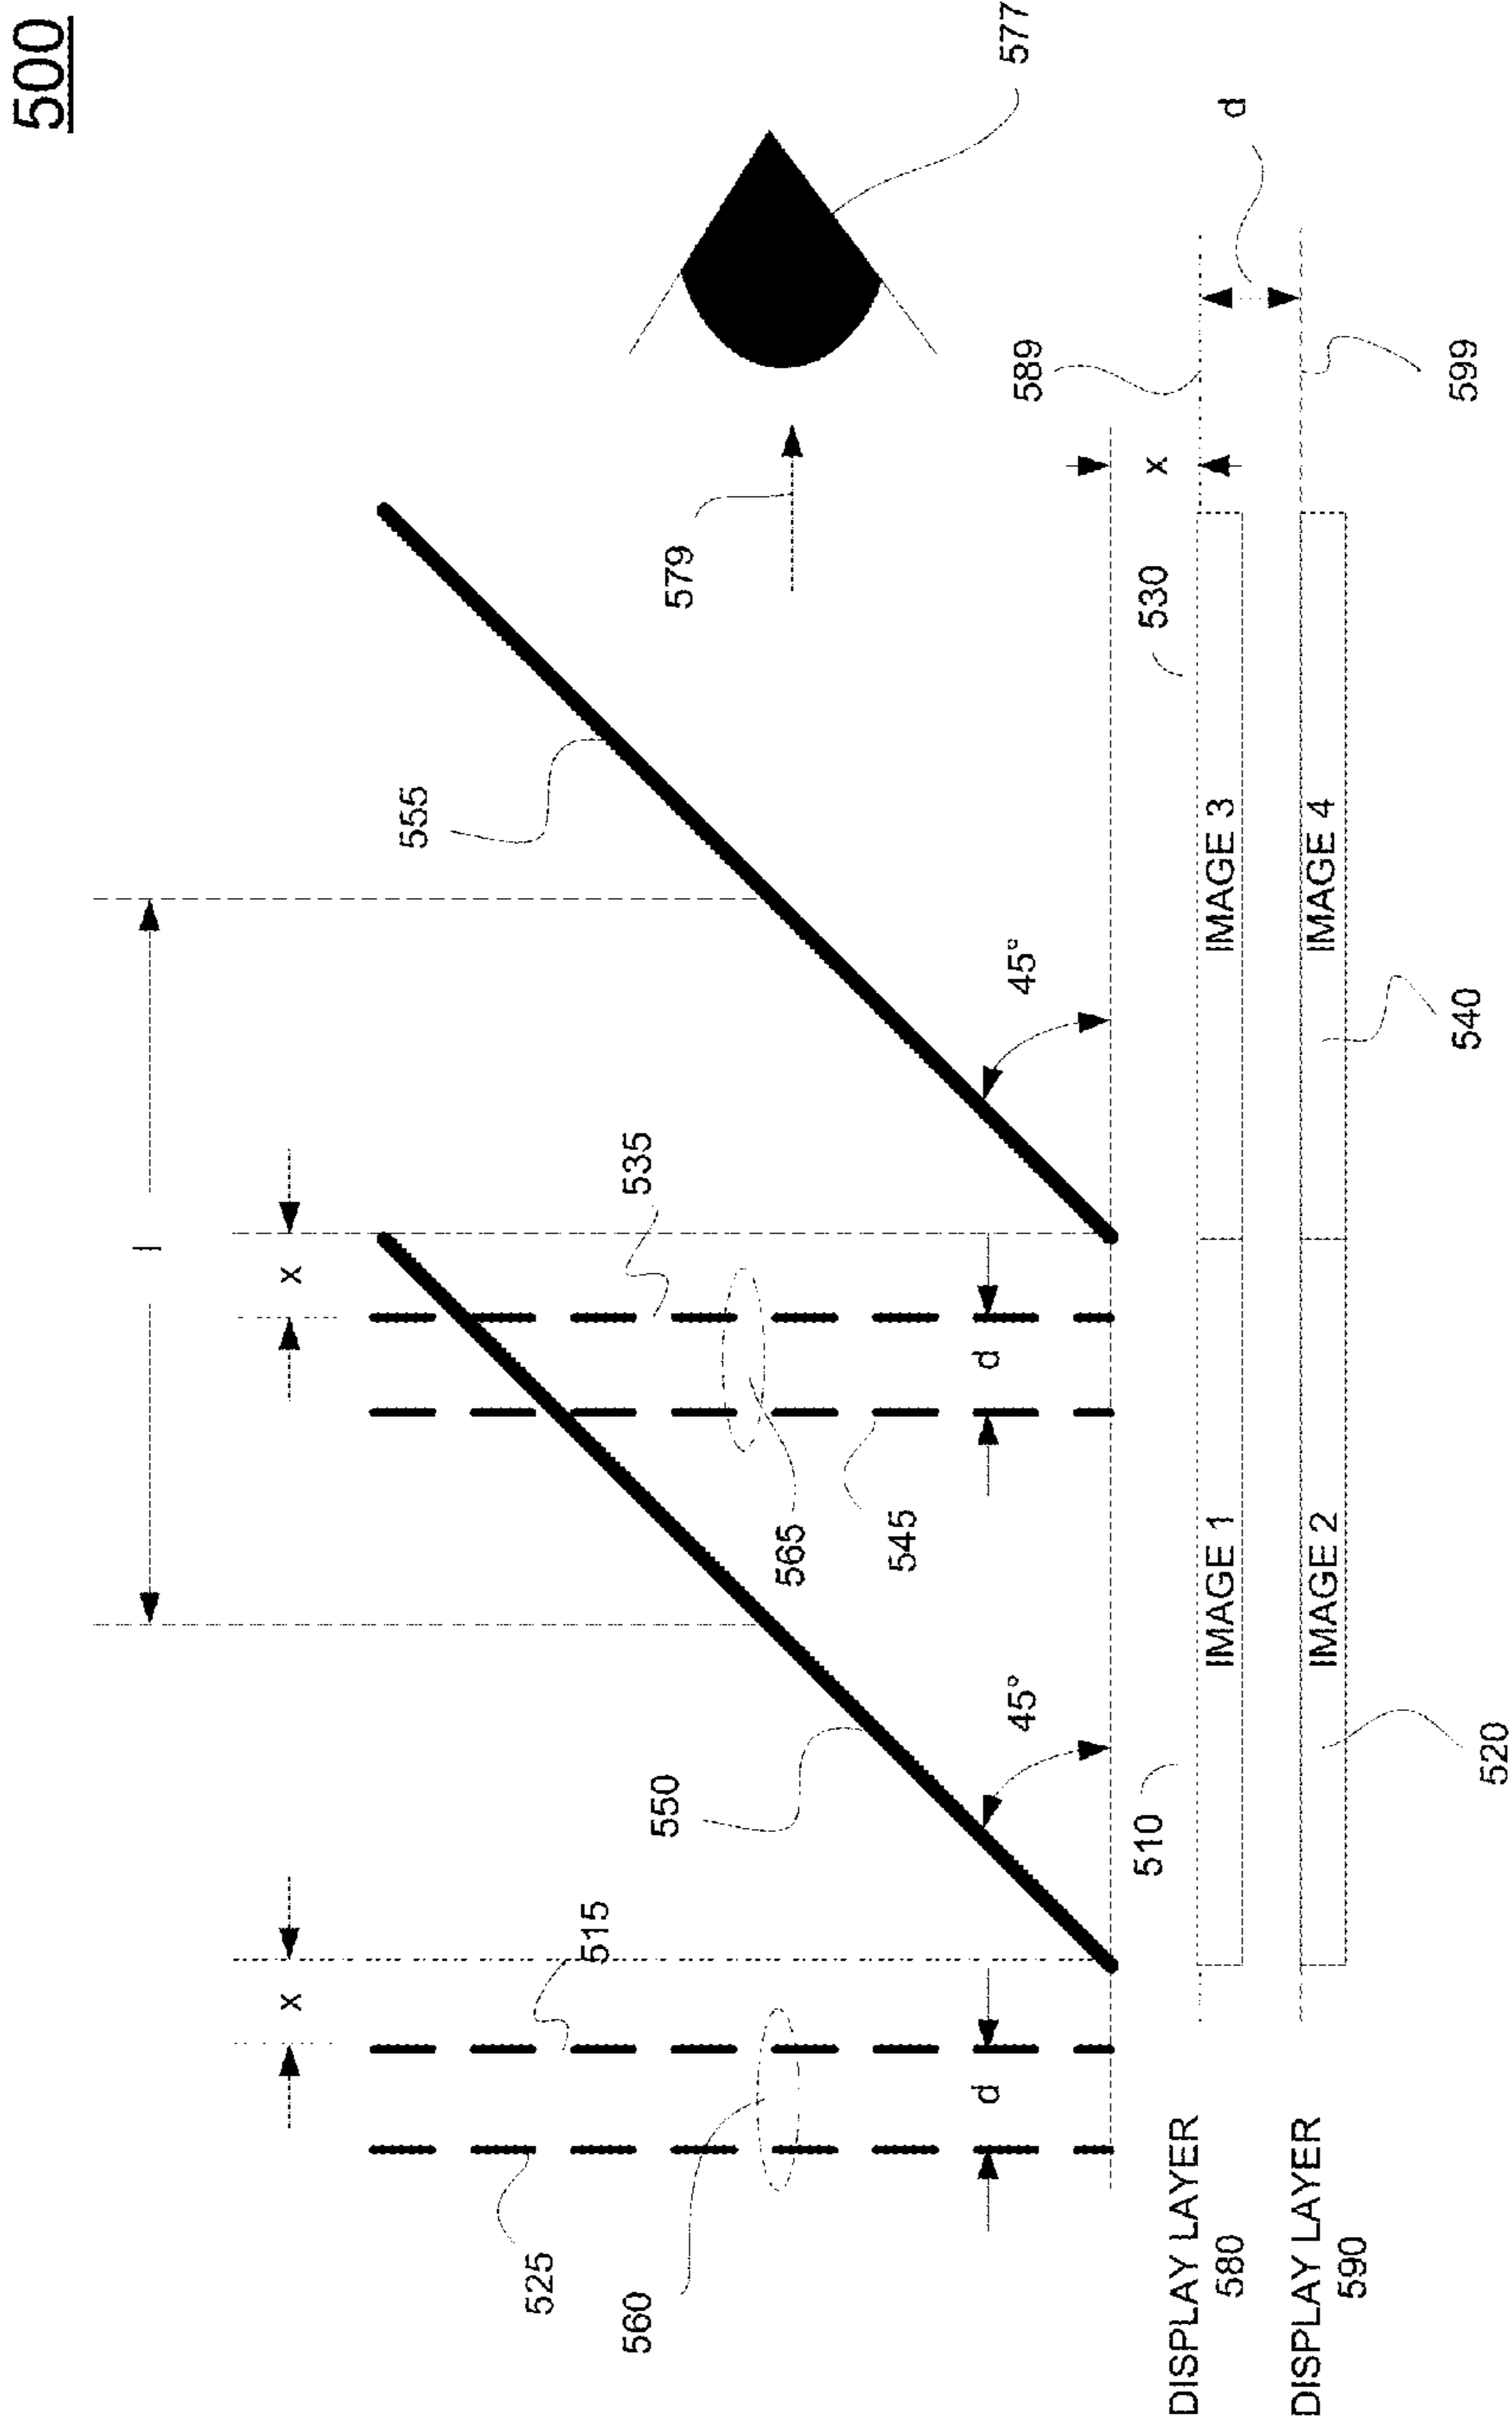 500
577
d
589
599
579
x
530
555
IMAGE 3
IMAGE 4
45°
540
l
535
x
d
565
545
IMAGE 1
IMAGE 2
45°
550
510
520
x
515
d
525
560
DISPLAY LAYER
580
DISPLAY LAYER
590